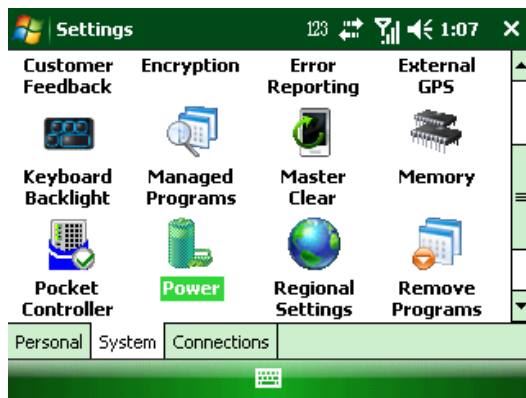 Settings 123 1:07
Customer Feedback Encryption Error Reporting External GPS
Keyboard Backlight Managed Programs Master Clear Memory
Pocket Controller Power Regional Settings Remove Programs
Personal System Connections